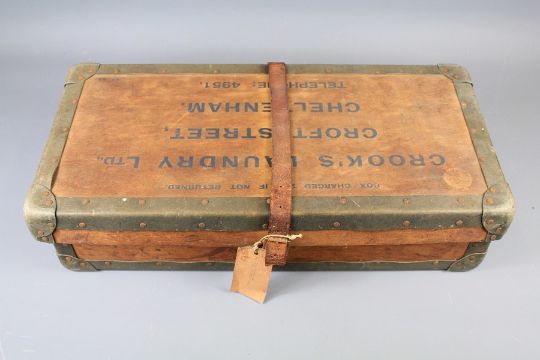 BOX CHARGED IF NOT RETURNED.
CROOK'S LAUNDRY LTD.,
CROFT STREET,
CHELTENHAM.
TELEPHONE: 4951.